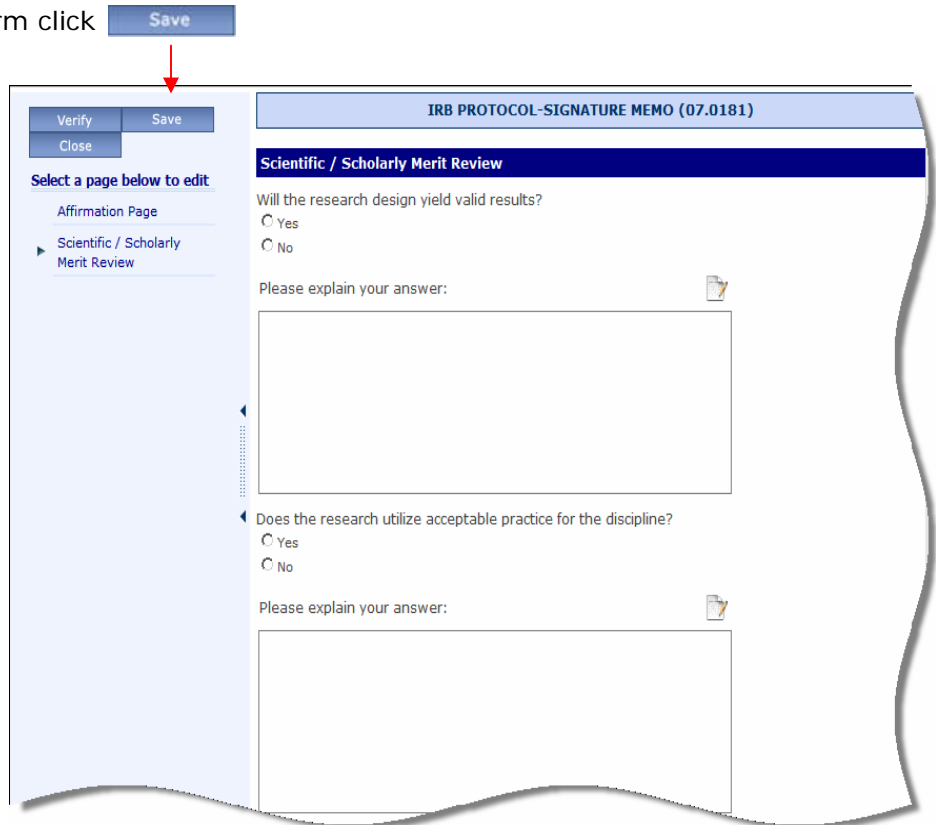 rm click Save
Verify Save
Close
Select a page below to edit
Affirmation Page
Scientific / Scholarly
Merit Review
IRB PROTOCOL-SIGNATURE MEMO (07.0181)
Scientific / Scholarly Merit Review
Will the research design yield valid results?
Yes
No
Please explain your answer:
Does the research utilize acceptable practice for the discipline?
Yes
No
Please explain your answer: